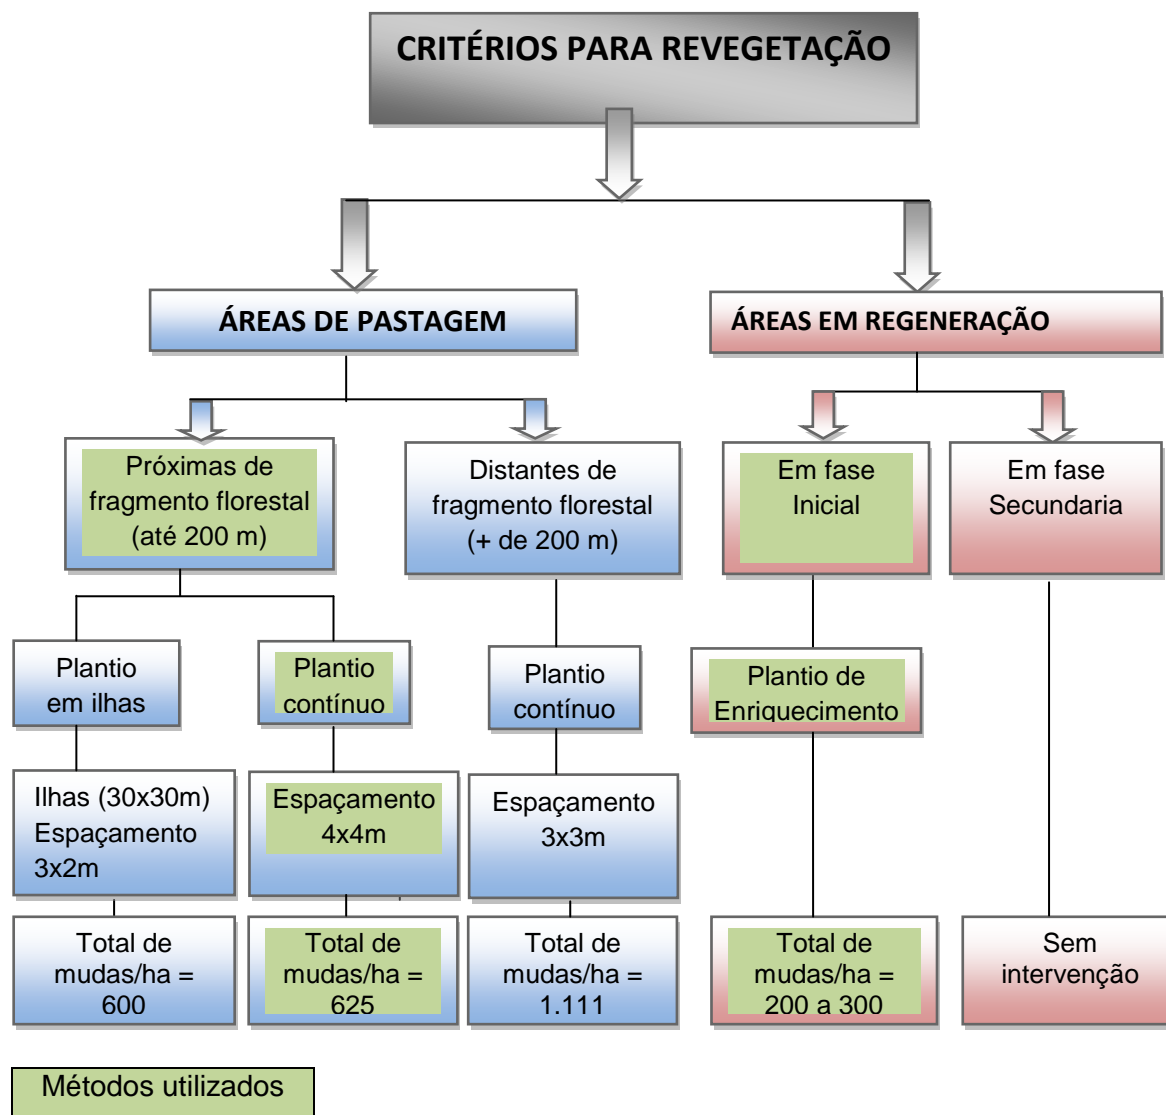 CRITÉRIOS PARA REVEGETAÇÃO
ÁREAS DE PASTAGEM
ÁREAS EM REGENERAÇÃO
Próximas de
fragmento florestal
(até 200 m)
Distantes de
fragmento florestal
(+ de 200 m)
Em fase
Inicial
Em fase
Secundaria
Plantio
em ilhas
Plantio
contínuo
Plantio
contínuo
Plantio de
Enriquecimento
Ilhas (30x30m)
Espaçamento
3x2m
Espaçamento
4x4m
Espaçamento
3x3m
Total de
mudas/ha =
600
Total de
mudas/ha =
625
Total de
mudas/ha =
1.111
Total de
mudas/ha =
200 a 300
Sem
intervenção
Métodos utilizados